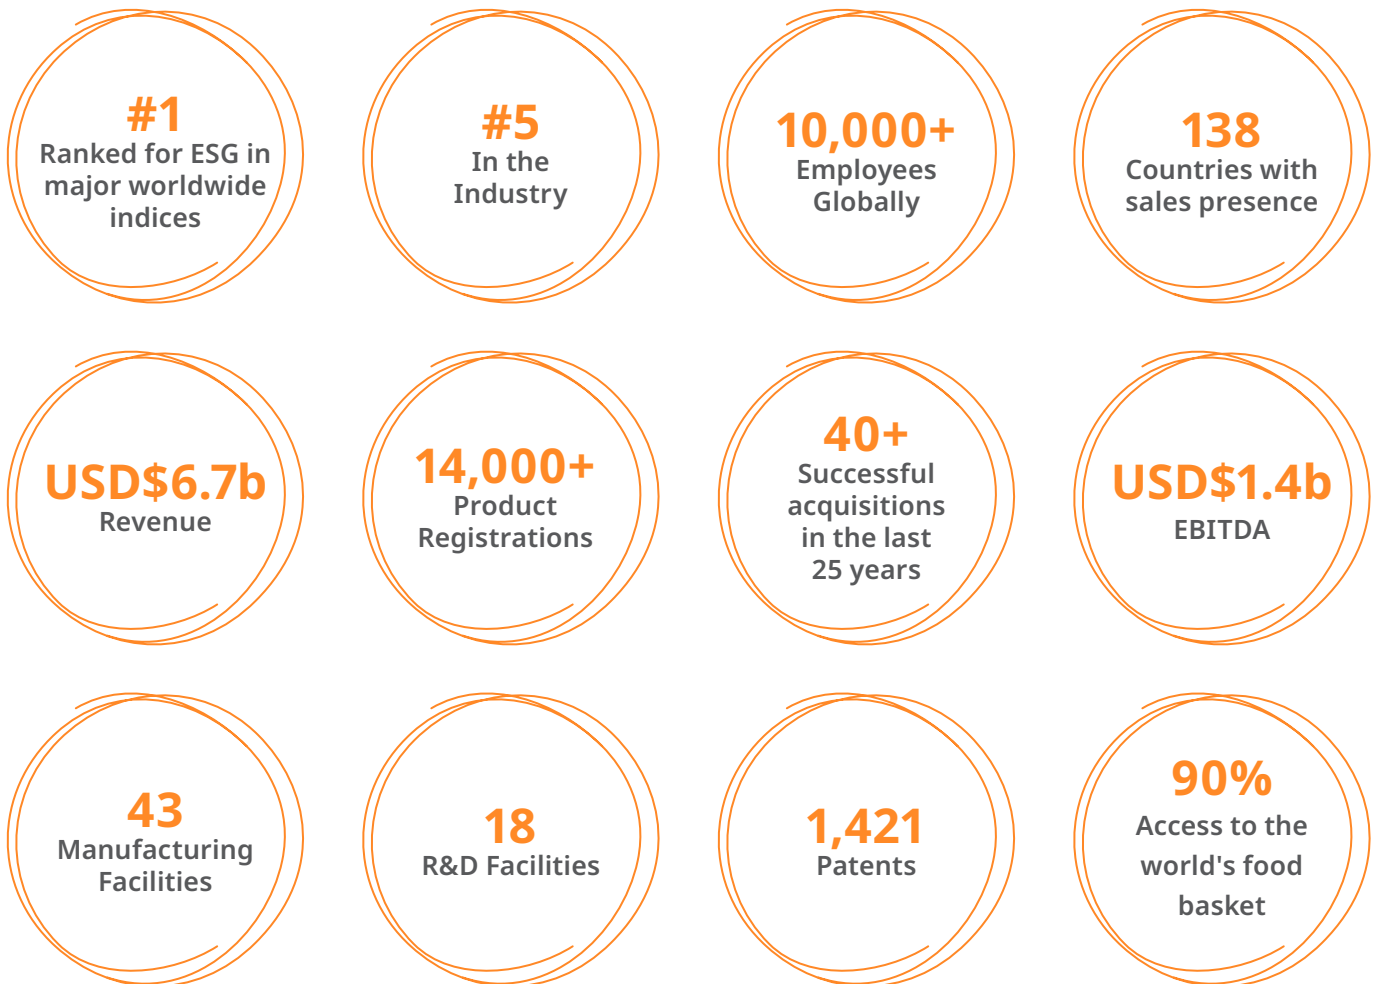 #1
Ranked for ESG in
major worldwide
indices
#5
In the
Industry
10,000+
Employees
Globally
138
Countries with
sales presence
USD$6.7b
Revenue
14,000+
Product
Registrations
40+
Successful
acquisitions
in the last
25 years
USD$1.4b
EBITDA
43
Manufacturing
Facilities
18
R&D Facilities
1,421
Patents
90%
Access to the
world's food
basket